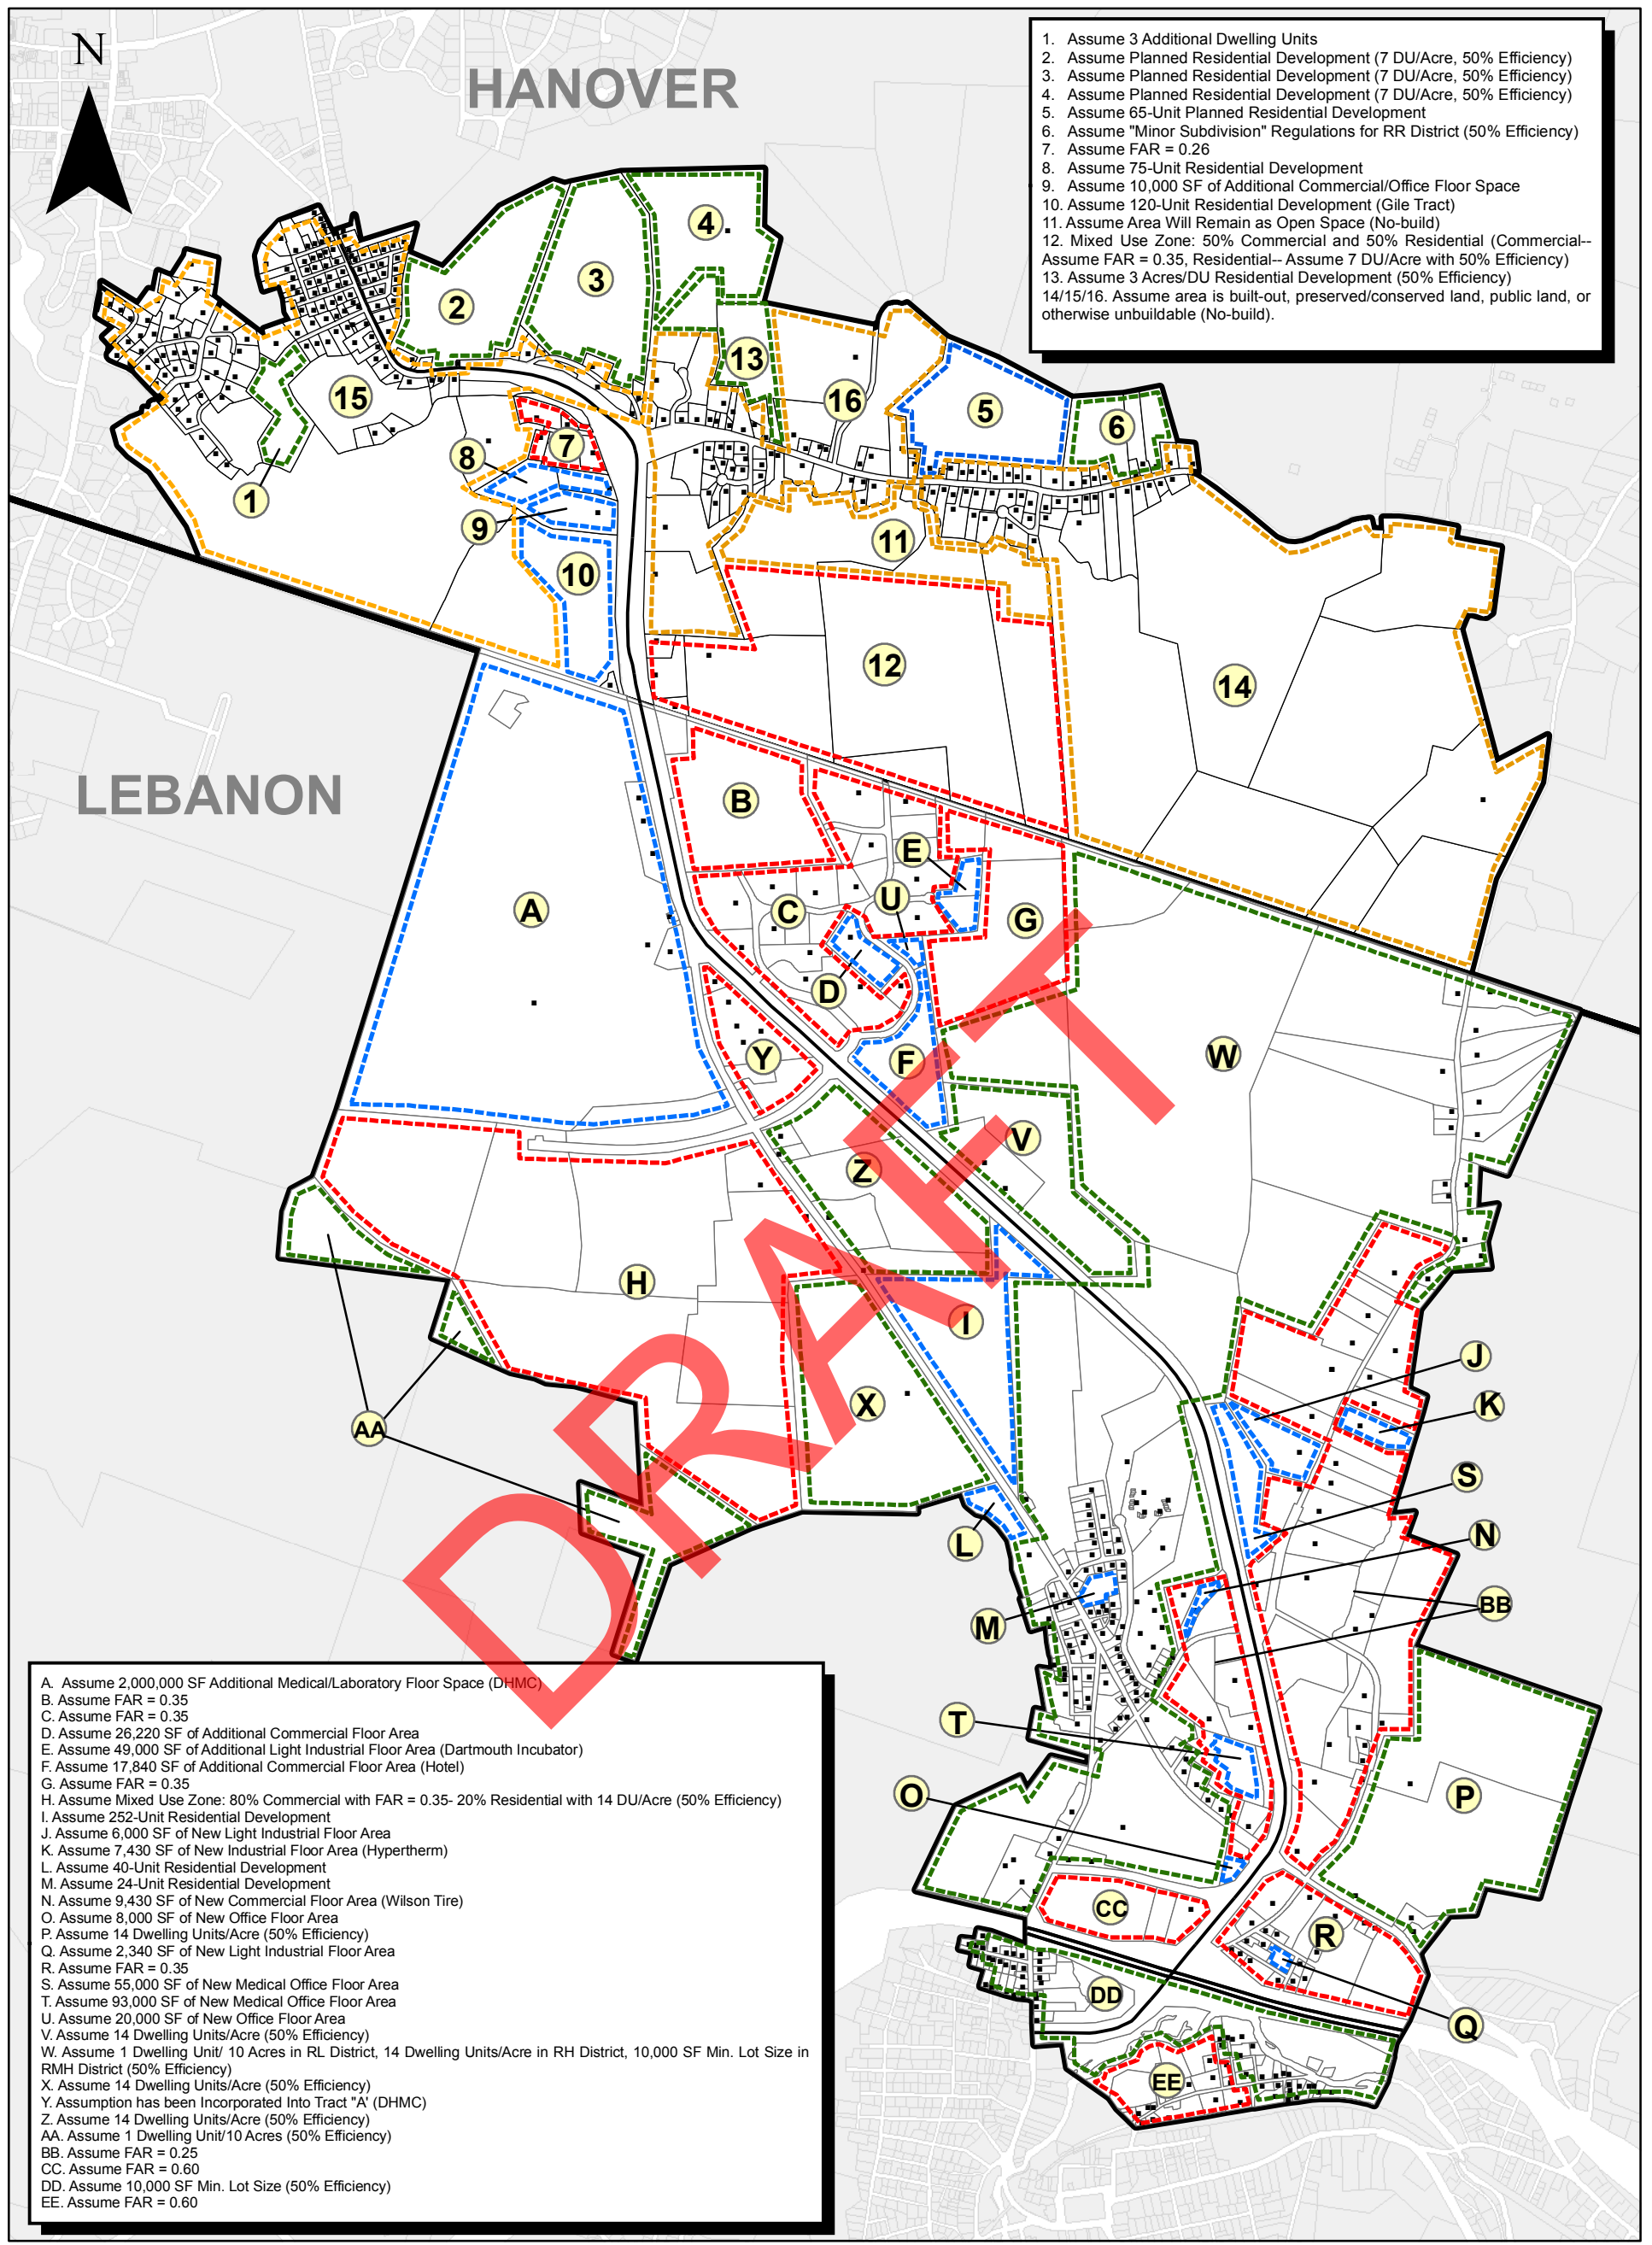 N
HANOVER
1. Assume 3 Additional Dwelling Units
2. Assume Planned Residential Development (7 DU/Acre, 50% Efficiency)
3. Assume Planned Residential Development (7 DU/Acre, 50% Efficiency)
4. Assume Planned Residential Development (7 DU/Acre, 50% Efficiency)
5. Assume 65-Unit Planned Residential Development
6. Assume "Minor Subdivision" Regulations for RR District (50% Efficiency)
7. Assume FAR = 0.26
8. Assume 75-Unit Residential Development
9. Assume 10,000 SF of Additional Commercial/Office Floor Space
10. Assume 120-Unit Residential Development (Gile Tract)
11. Assume Area Will Remain as Open Space (No-build)
12. Mixed Use Zone: 50% Commercial and 50% Residential (Commercial--
Assume FAR = 0.35, Residential-- Assume 7 DU/Acre with 50% Efficiency)
13. Assume 3 Acres/DU Residential Development (50% Efficiency)
14/15/16. Assume area is built-out, preserved/conserved land, public land, or
otherwise unbuildable (No-build).
4
3
2
13
15
16
5
6
7
8
1
9
11
10
12
14
LEBANON
B
E
A
U
C
G
D
Y
F
W
V
Z
H
I
J
X
K
AA
S
L
N
M
BB
T
O
P
CC
R
DD
Q
EE
DRAFT
A. Assume 2,000,000 SF Additional Medical/Laboratory Floor Space (DHMC)
B. Assume FAR = 0.35
C. Assume FAR = 0.35
D. Assume 26,220 SF of Additional Commercial Floor Area
E. Assume 49,000 SF of Additional Light Industrial Floor Area (Dartmouth Incubator)
F. Assume 17,840 SF of Additional Commercial Floor Area (Hotel)
G. Assume FAR = 0.35
H. Assume Mixed Use Zone: 80% Commercial with FAR = 0.35- 20% Residential with 14 DU/Acre (50% Efficiency)
I. Assume 252-Unit Residential Development
J. Assume 6,000 SF of New Light Industrial Floor Area
K. Assume 7,430 SF of New Industrial Floor Area (Hypertherm)
L. Assume 40-Unit Residential Development
M. Assume 24-Unit Residential Development
N. Assume 9,430 SF of New Commercial Floor Area (Wilson Tire)
O. Assume 8,000 SF of New Office Floor Area
P. Assume 14 Dwelling Units/Acre (50% Efficiency)
Q. Assume 2,340 SF of New Light Industrial Floor Area
R. Assume FAR = 0.35
S. Assume 55,000 SF of New Medical Office Floor Area
T. Assume 93,000 SF of New Medical Office Floor Area
U. Assume 20,000 SF of New Office Floor Area
V. Assume 14 Dwelling Units/Acre (50% Efficiency)
W. Assume 1 Dwelling Unit/ 10 Acres in RL District, 14 Dwelling Units/Acre in RH District, 10,000 SF Min. Lot Size in
RMH District (50% Efficiency)
X. Assume 14 Dwelling Units/Acre (50% Efficiency)
Y. Assumption has been Incorporated Into Tract "A' (DHMC)
Z. Assume 14 Dwelling Units/Acre (50% Efficiency)
AA. Assume 1 Dwelling Unit/10 Acres (50% Efficiency)
BB. Assume FAR = 0.25
CC. Assume FAR = 0.60
DD. Assume 10,000 SF Min. Lot Size (50% Efficiency)
EE. Assume FAR = 0.60